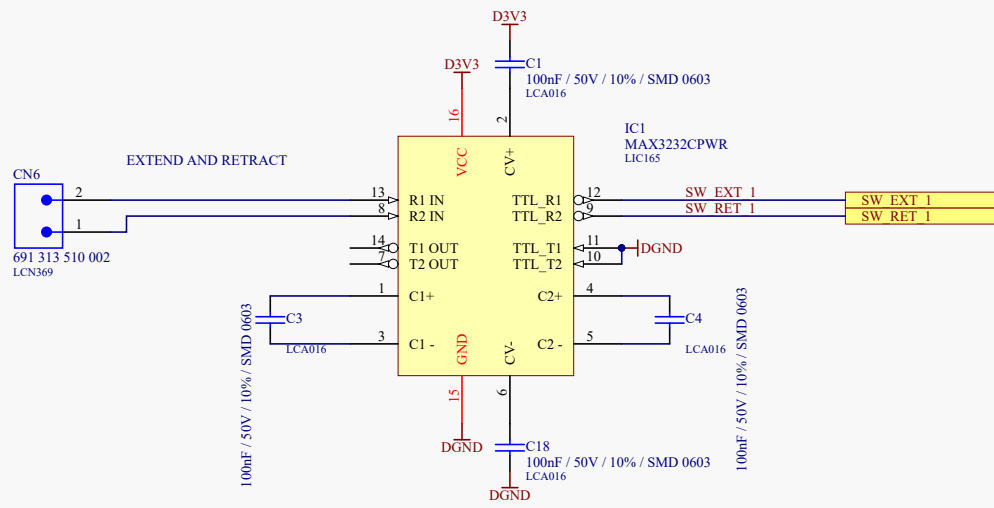 D3V3
D3V3
C1
100nF / 50V / 10% / SMD 0603
LCA016
16
2
IC1
MAX3232CPWR
LIC165
EXTEND AND RETRACT
VCC
CV+
CN6
2
13
R1 IN
TTL_R1
12
SW_EXT_1
SW_EXT_1
1
8
R2 IN
TTL_R2
9
SW_RET_1
SW_RET_1
14
T1 OUT
TTL_T1
11
DGND
7
T2 OUT
TTL_T2
10
691 313 510 002
LCN369
1
C1+
C2+
4
C3
LCA016
100nF / 50V / 10% / SMD 0603
C4
LCA016
100nF / 50V / 10% / SMD 0603
3
C1 -
C2 -
5
GND
CV-
15
6
DGND
C18
100nF / 50V / 10% / SMD 0603
LCA016
DGND